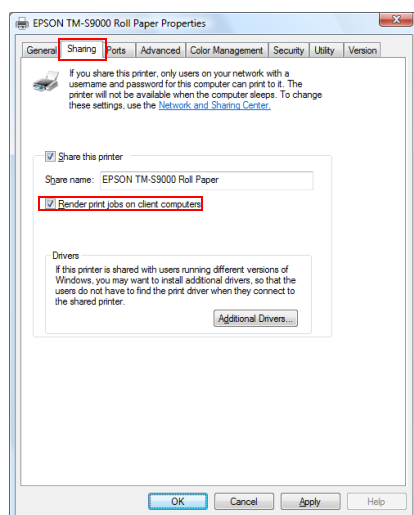 EPSON TM-S9000 Roll Paper Properties
General Sharing Ports Advanced Color Management Security Utility Version
If you share this printer, only users on your network with a
username and password for this computer can print to it. The
printer will not be available when the computer sleeps. To change
these settings, use the Network and Sharing Center.
Share this printer
Share name: EPSON TM-S9000 Roll Paper
Render print jobs on client computers
Drivers
If this printer is shared with users running different versions of
Windows, you may want to install additional drivers, so that the
users do not have to find the print driver when they connect to
the shared printer.
Additional Drivers...
OK Cancel Apply Help